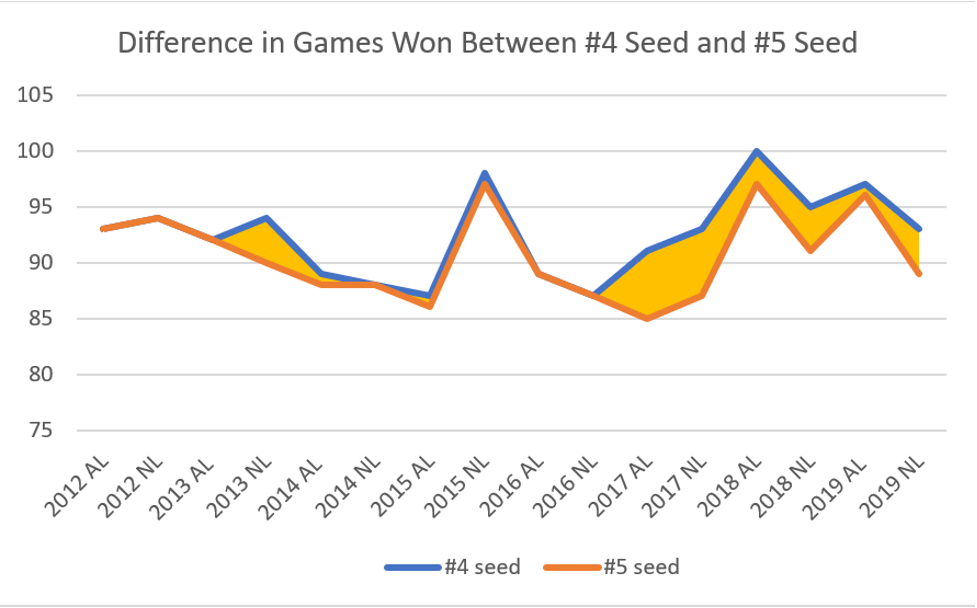 Difference in Games Won Between #4 Seed and #5 Seed
105
100
95
90
85
80
75
2012 AL
2012 NL
2013 AL
2013 NL
2014 AL
2014 NL
2015 AL
2015 NL
2016 AL
2016 NL
2017 AL
2017 NL
2018 AL
2018 NL
2019 AL
2019 NL
#4 seed #5 seed